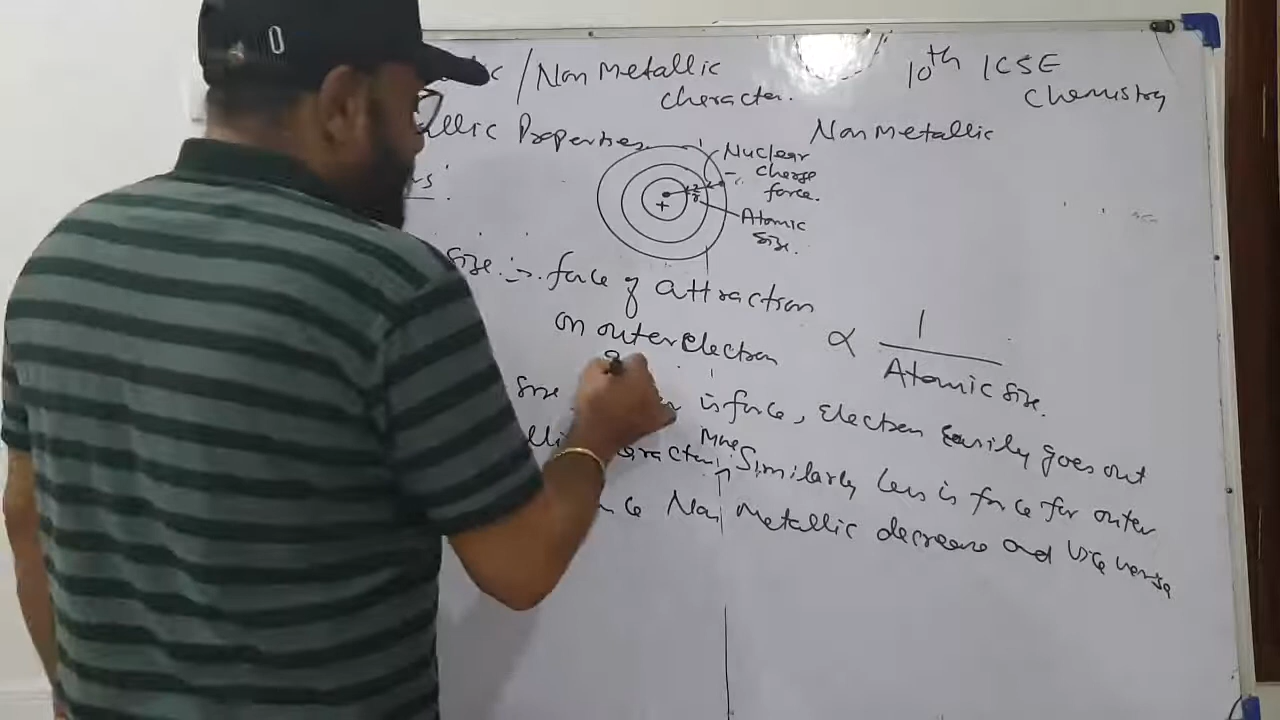 /Non Metallic
cheracter.
10th ICSE
Chemistry
Properties
Non Metallic
Nuclear
charge
force.
+
Atomic
Size.
Size :→ force of attraction
on outer electron
∝ 1
Atomic size.
Size is force, Electron easily goes out
More
Similarly less is force for outer
Non Metallic decrease and vice versa